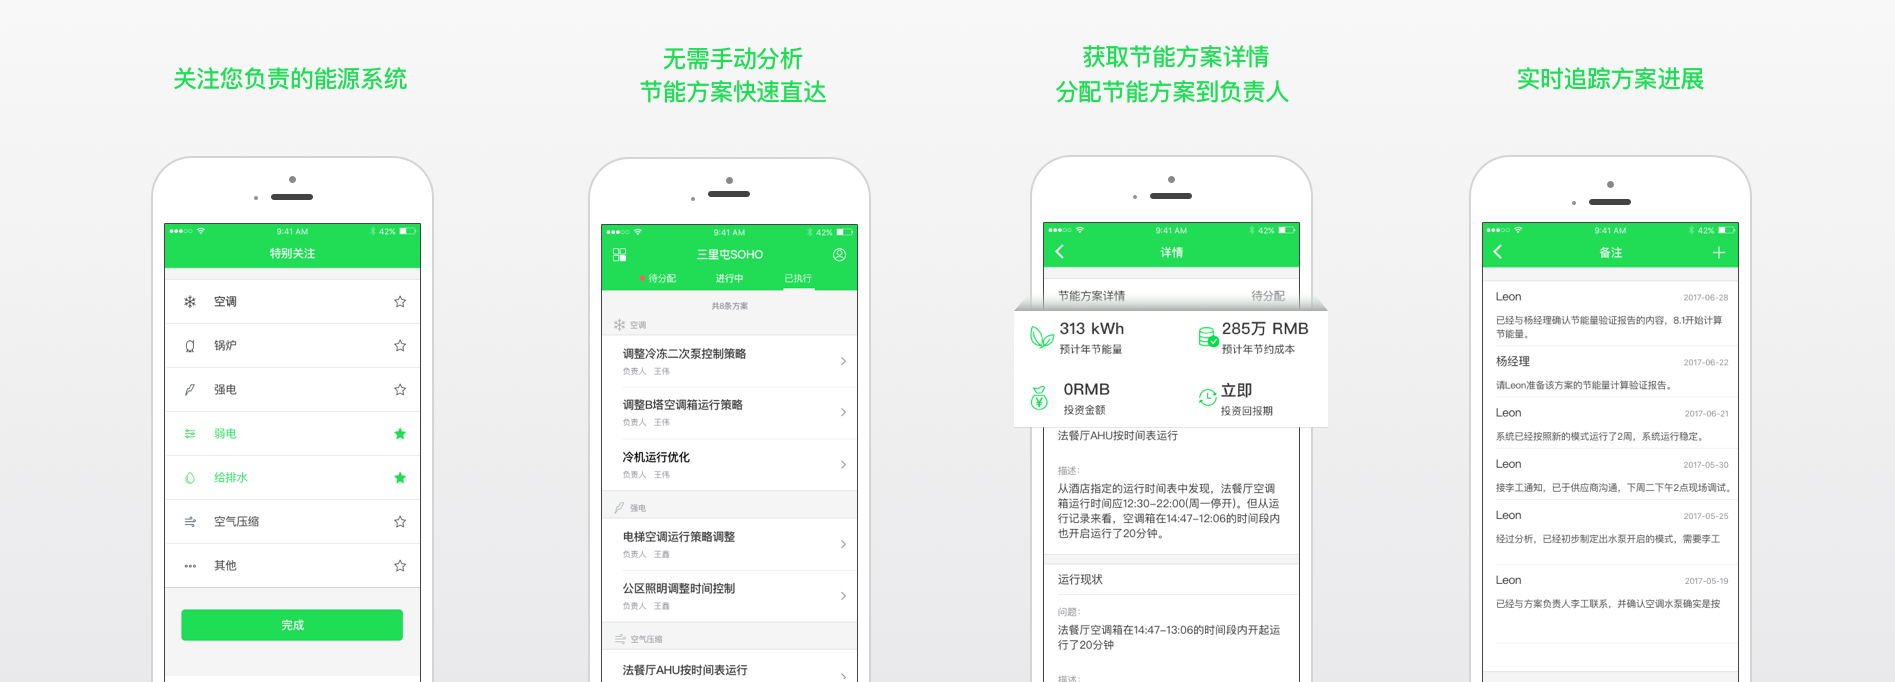 关注您负责的能源系统
9:41 AM
42%
特别关注
空调
锅炉
强电
弱电
给排水
空气压缩
其他
完成
无需手动分析
节能方案快速直达
9:41 AM
42%
三里屯SOHO
待分配
进行中
已执行
共8条方案
空调
调整冷冻二次泵控制策略
负责人 王伟
调整B塔空调箱运行策略
负责人 王伟
冷机运行优化
负责人 王伟
强电
电梯空调运行策略调整
负责人 王鑫
公区照明调整时间控制
负责人 王鑫
空气压缩
法餐厅AHU按时间表运行
获取节能方案详情
分配节能方案到负责人
9:41 AM
42%
详情
节能方案详情
待分配
313 kWh
预计年节能量
285万 RMB
预计年节约成本
0RMB
投资金额
立即
投资回报期
法餐厅AHU按时间表运行
描述:
从酒店指定的运行时间表中发现，法餐厅空调
箱运行时间应12:30-22:00(周一停开)。但从运
行记录来看，空调箱在14:47-12:06的时间段内
也开启运行了20分钟。
运行现状
问题:
法餐厅空调箱在14:47-13:06的时间段内开起运
行了20分钟
描述:
实时追踪方案进展
9:41 AM
42%
备注
Leon
2017-06-28
已经与杨经理确认节能量验证报告的内容，8.1开始计算
节能量。
杨经理
2017-06-22
请Leon准备该方案的节能量计算验证报告。
Leon
2017-06-21
系统已经按照新的模式运行了2周，系统运行稳定。
Leon
2017-05-30
接李工通知，已于供应商沟通，下周二下午2点现场调试。
Leon
2017-05-25
经过分析，已经初步制定出水泵开启的模式，需要李工
Leon
2017-05-19
已经与方案负责人李工联系，并确认空调水泵确实是按